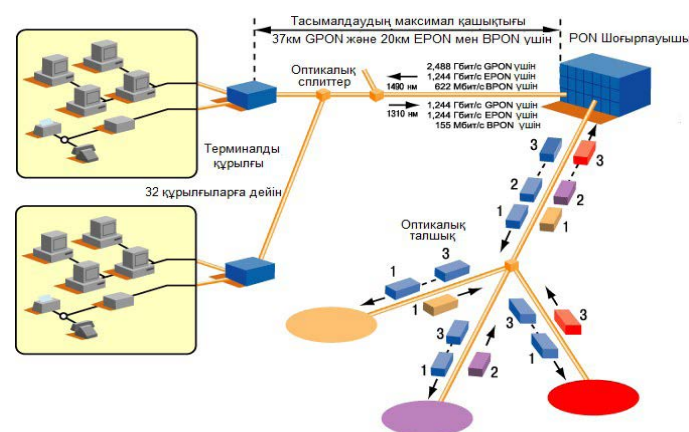 Тасымалдаудың максимал қашықтығы
37км GPON және 20км EPON мен BPON үшін
PON Шоғырлауышы
Оптикалық
сплиттер
2,488 Гбит/с GPON үшін
1,244 Гбит/с EPON үшін
1490 нм
622 Мбит/с BPON үшін
1,244 Гбит/с GPON үшін
1310 нм
1,244 Гбит/с EPON үшін
155 Мбит/с BPON үшін
Терминалды
құрылғы
32 құрылғыларға дейін
Оптикалық
талшық
3
3
2
2
1
1
3
1
1
3
3
3
1
2
1